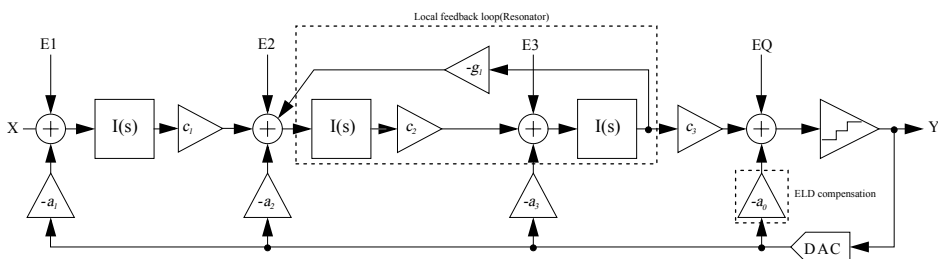 Local feedback loop(Resonator)
E1
E2
E3
EQ
-g1
X
I(s)
c1
I(s)
c2
I(s)
c3
Y
-a1
-a2
-a3
-a0
ELD compensation
DAC